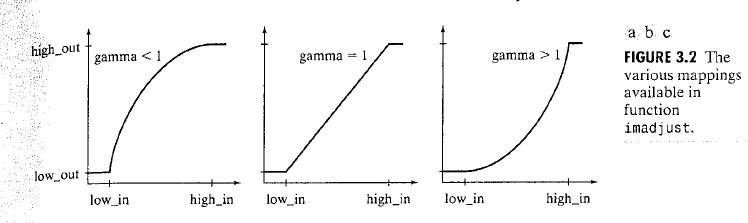 high_out
gamma < 1
low_out
low_in
high_in
gamma = 1
low_in
high_in
gamma > 1
low_in
high_in
a b c
FIGURE 3.2 The
various mappings
available in
function
imadjust.